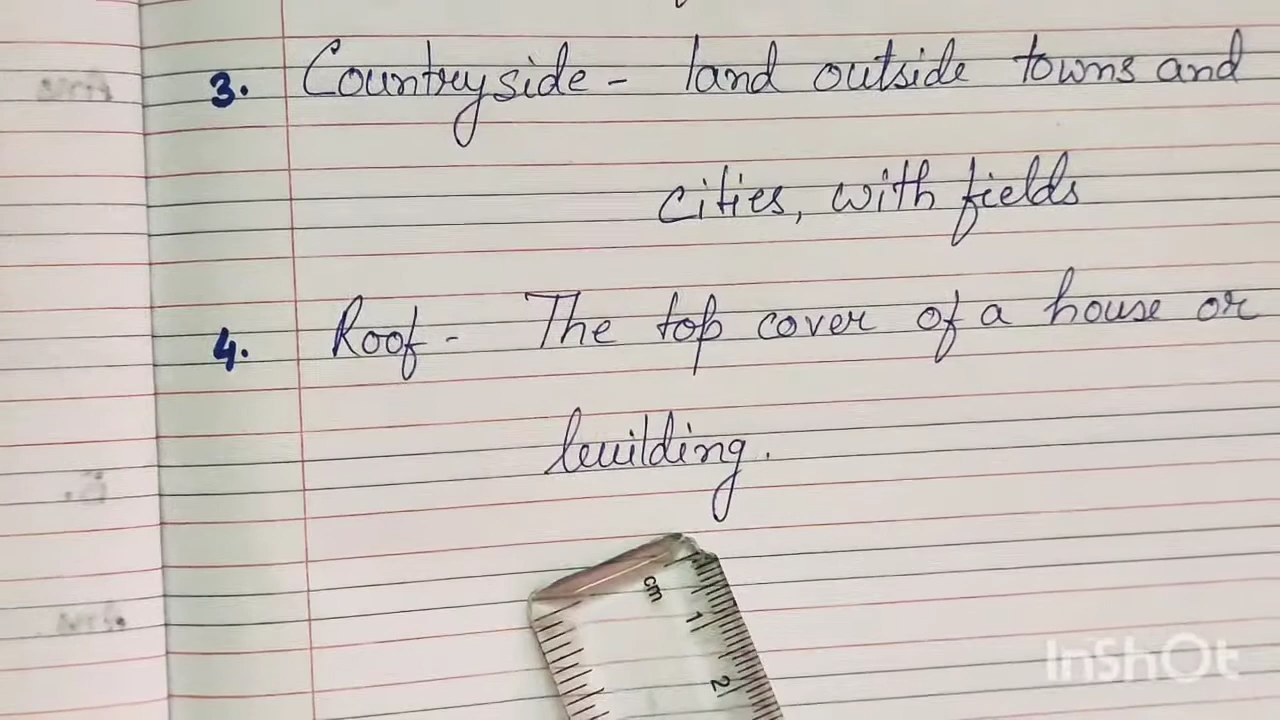 3. Countryside - land outside towns and
cities, with fields
4. Roof - The top cover of a house or
building.
cm
1
2
InShOt